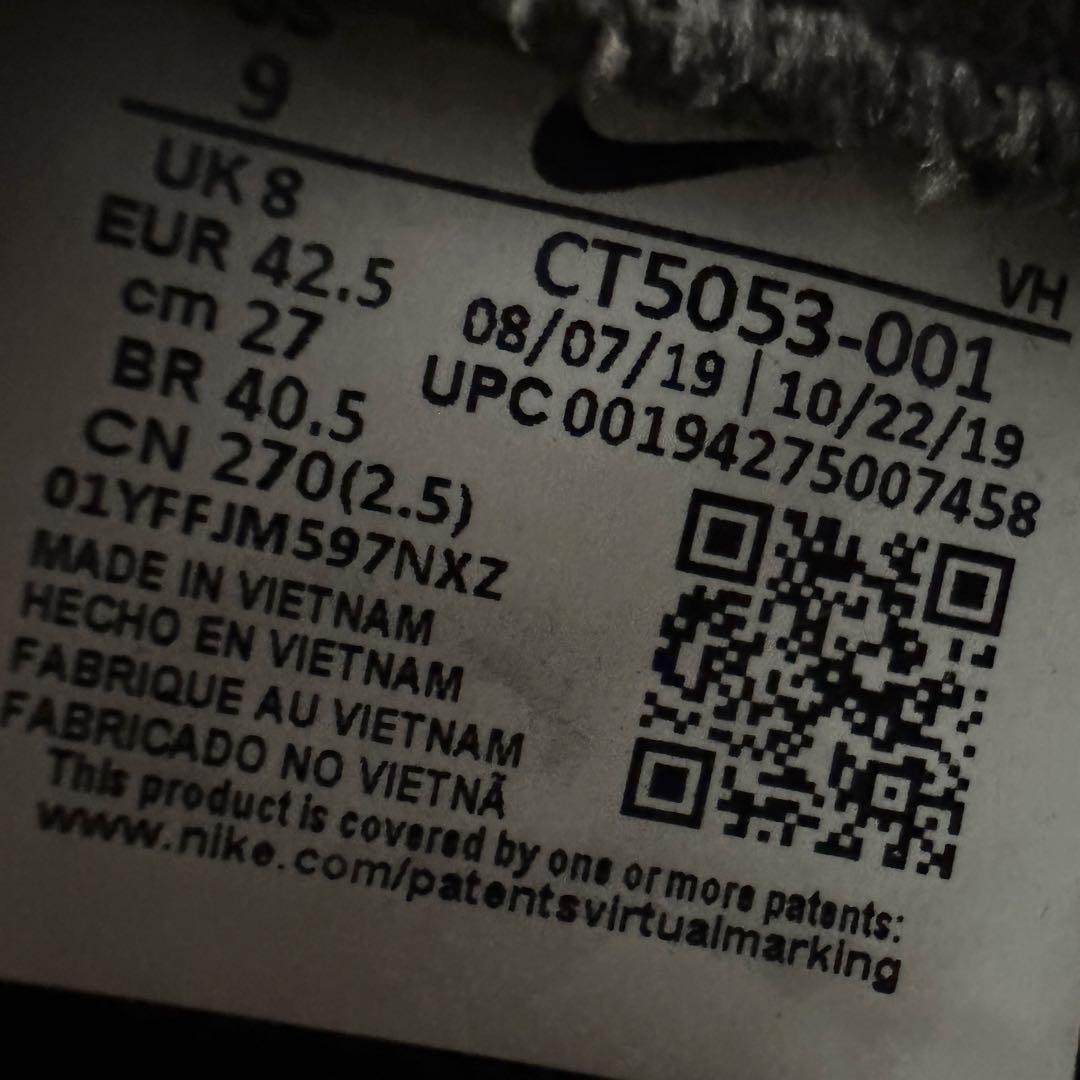 9
UK 8
EUR 42.5
cm 27
BR 40.5
CN 270(2.5)
01YFFJM597NXZ
MADE IN VIETNAM
HECHO EN VIETNAM
FABRIQUE AU VIETNAM
FABRICADO NO VIETNÃ
VH
CT5053-001
08/07/19 | 10/22/19
UPC 00194275007458
This product is covered by one or more patents:
www.nike.com/patentsvirtualmarking